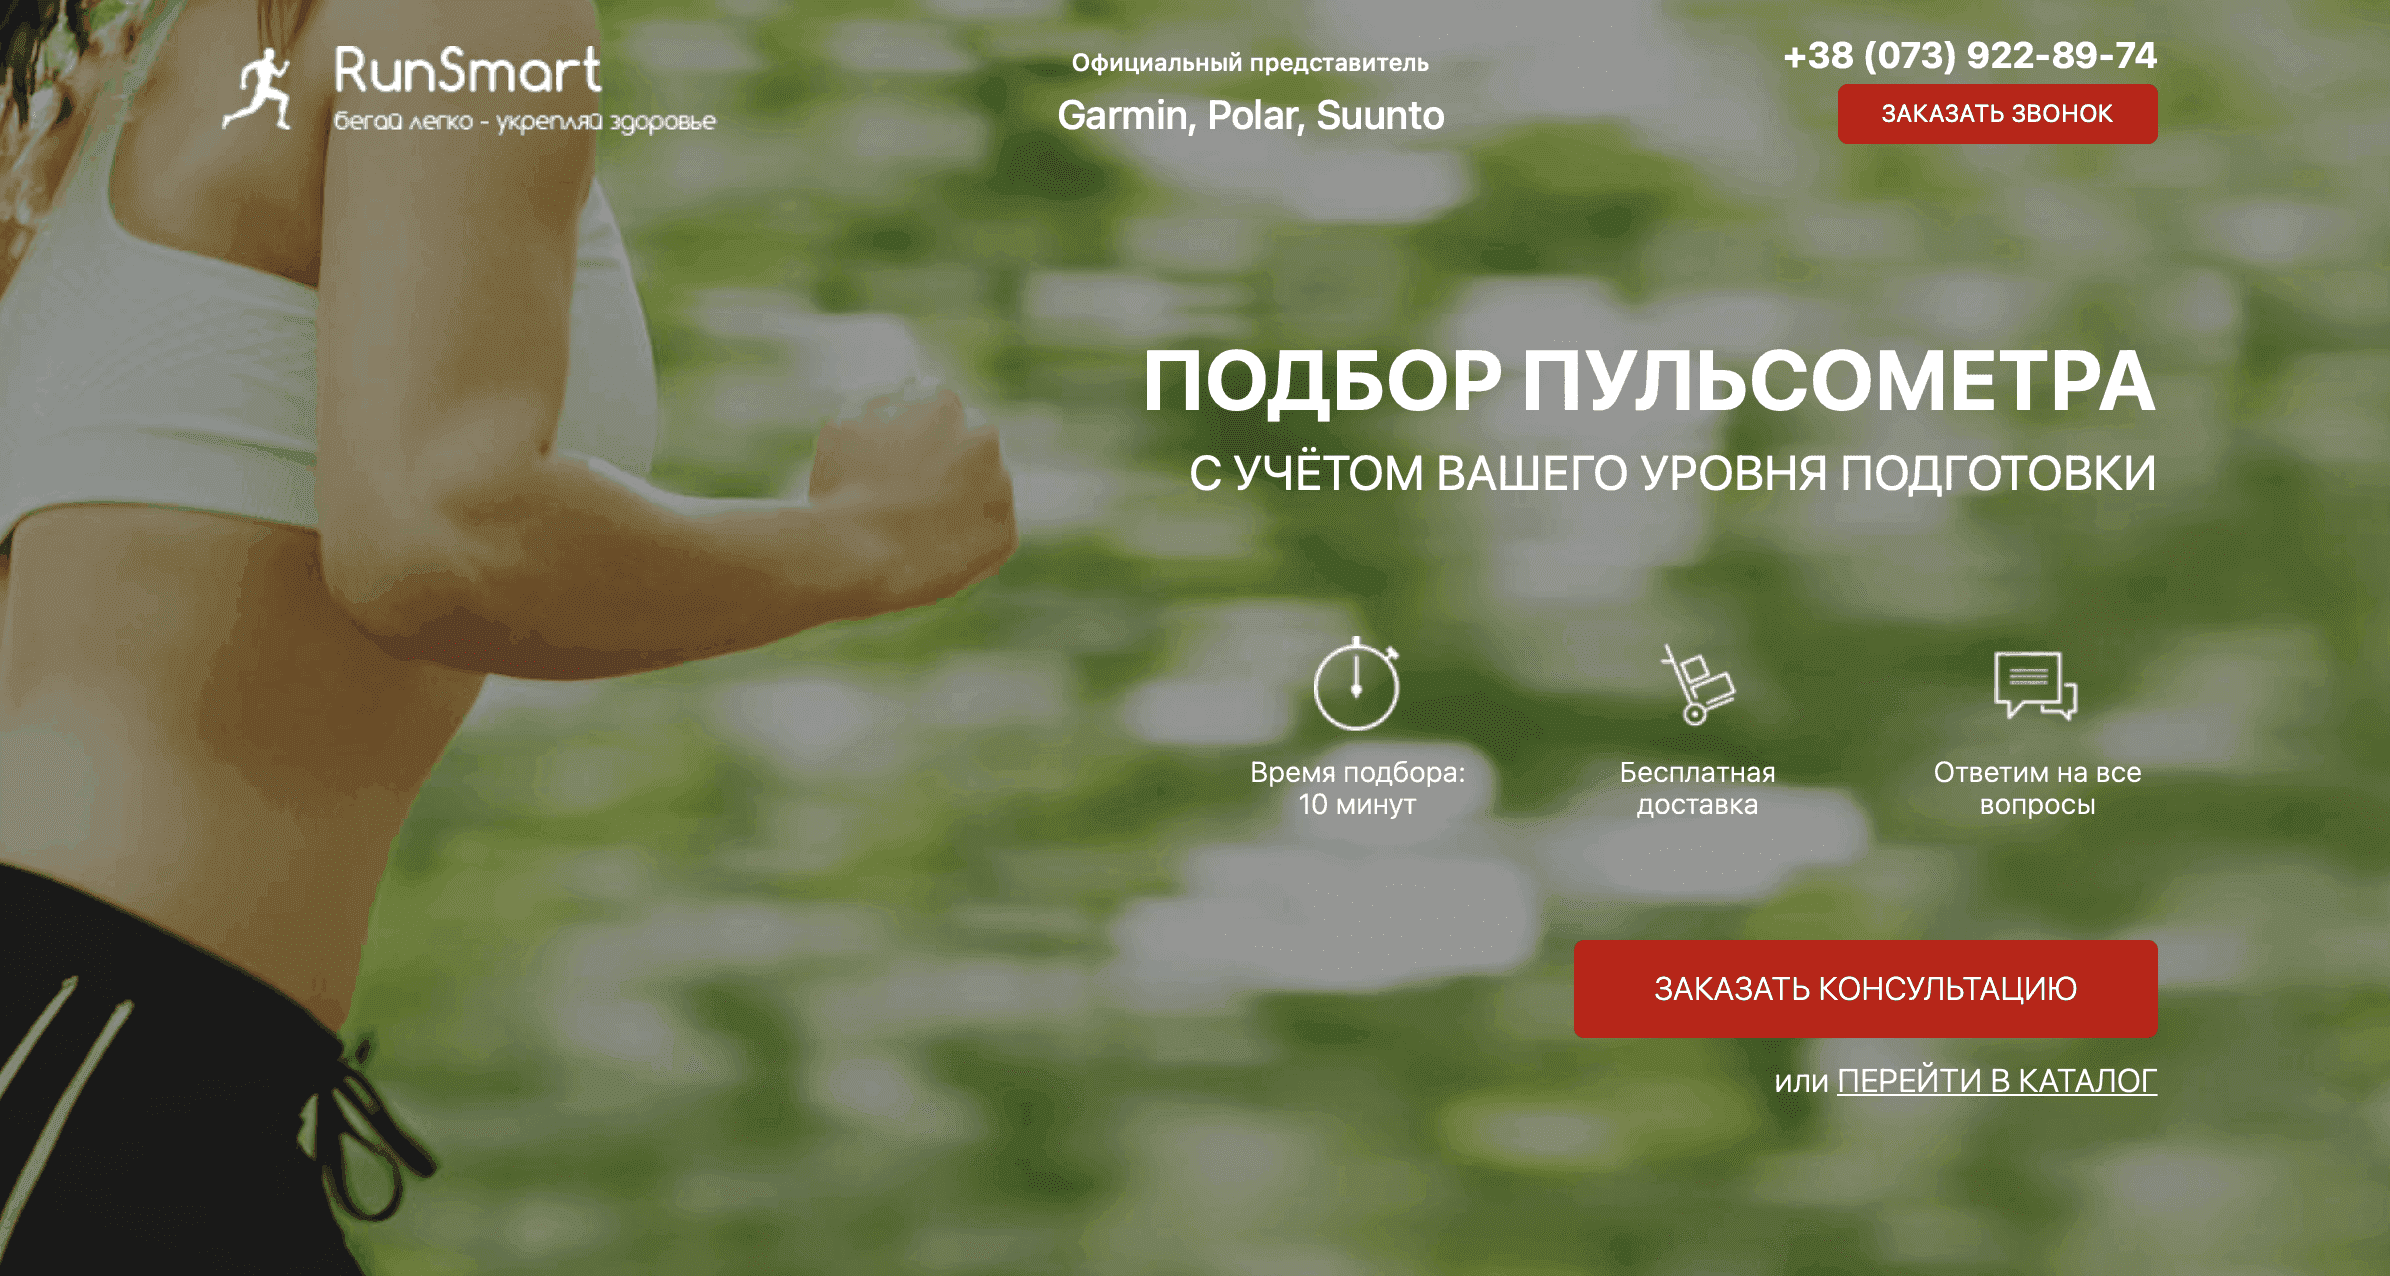 RunSmart
бегай легко - укрепляй здоровье
Официальный представитель
Garmin, Polar, Suunto
+38 (073) 922-89-74
ЗАКАЗАТЬ ЗВОНОК
ПОДБОР ПУЛЬСОМЕТРА
С УЧЁТОМ ВАШЕГО УРОВНЯ ПОДГОТОВКИ
Время подбора:
10 минут
Бесплатная
доставка
Ответим на все
вопросы
ЗАКАЗАТЬ КОНСУЛЬТАЦИЮ
или ПЕРЕЙТИ В КАТАЛОГ